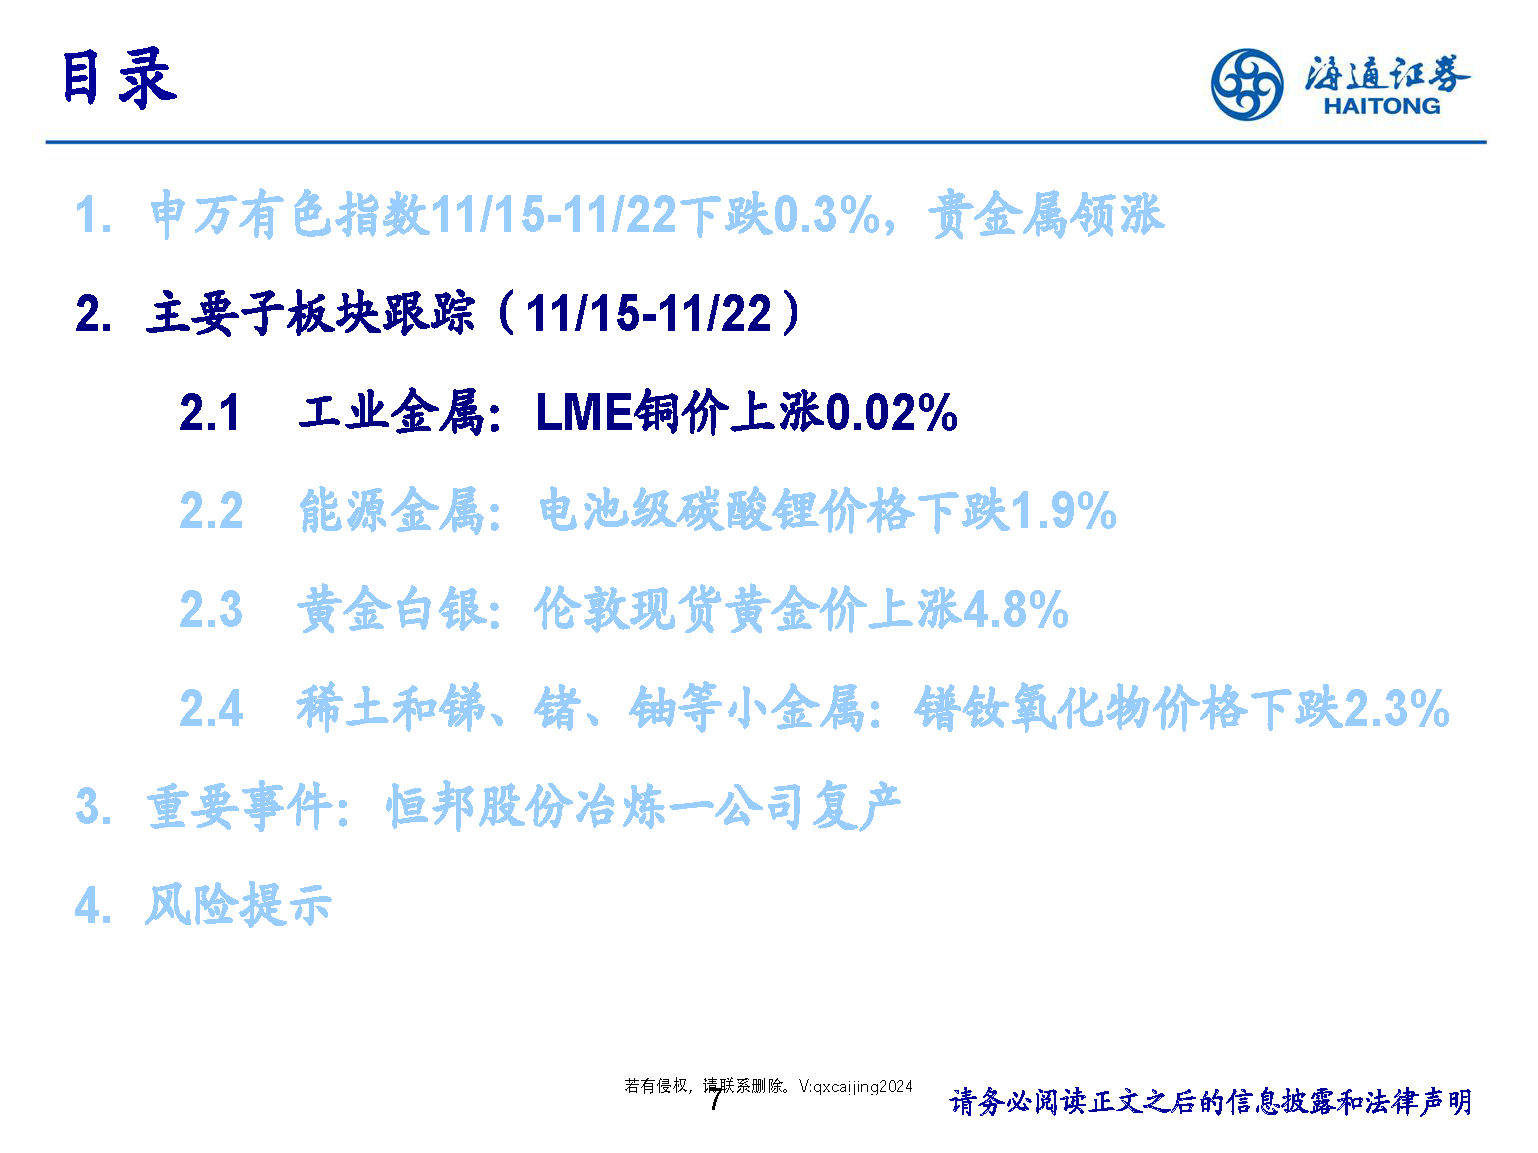 目录
海通证券
HAITONG
1. 申万有色指数11/15-11/22下跌0.3%，贵金属领涨
2. 主要子板块跟踪（11/15-11/22）
2.1 工业金属：LME铜价上涨0.02%
2.2 能源金属：电池级碳酸锂价格下跌1.9%
2.3 黄金白银：伦敦现货黄金价上涨4.8%
2.4 稀土和锑、锗、铀等小金属：镨钕氧化物价格下跌2.3%
3. 重要事件：恒邦股份冶炼一公司复产
4. 风险提示
若有侵权，请联系删除。V:qxcaijing2024
7
请务必阅读正文之后的信息披露和法律声明